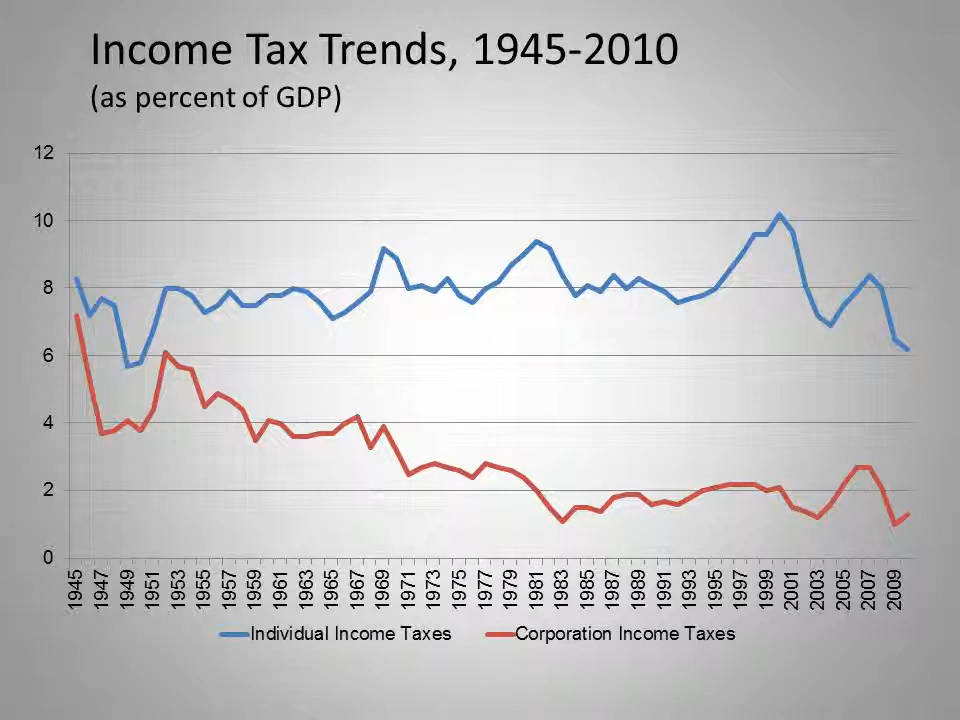 Income Tax Trends, 1945-2010
(as percent of GDP)
12
10
8
6
4
2
0
1945 1947 1949 1951 1953 1955 1957 1959 1961 1963 1965 1967 1969 1971 1973 1975 1977 1979 1981 1983 1985 1987 1989 1991 1993 1995 1997 1999 2001 2003 2005 2007 2009
Individual Income Taxes Corporation Income Taxes